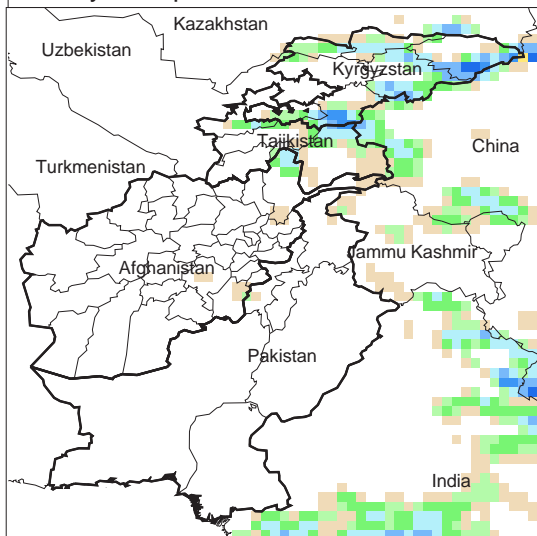 Kazakhstan
Uzbekistan
Kyrgyzstan
Tajikistan
China
Turkmenistan
Jammu Kashmir
Afghanistan
Pakistan
India